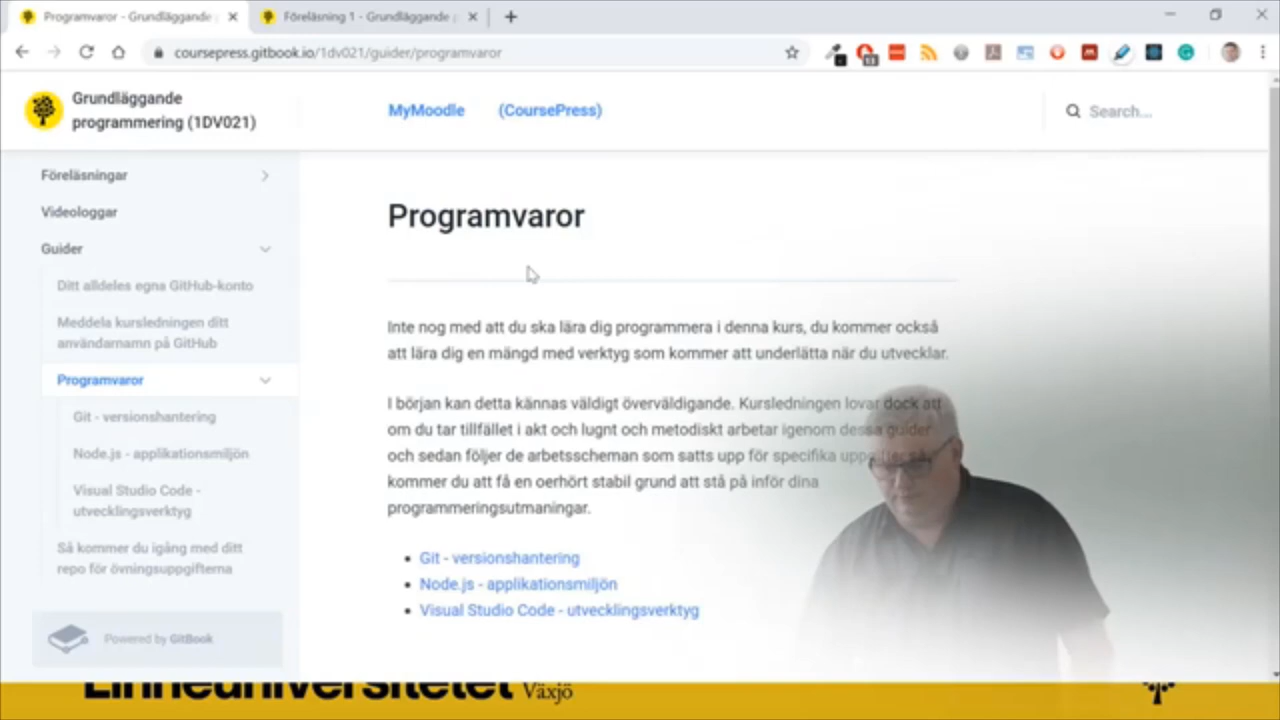 Programvaror - Grundläggande
Föreläsning 1 - Grundläggande
coursepress.gitbook.io/1dv021/guider/programvaror
Grundläggande
programmering (1DV021)
MyMoodle
(CoursePress)
Search...
Föreläsningar
Videologgar
Guider
Ditt alldeles egna GitHub-konto
Meddela kursledningen ditt
användarnamn på GitHub
Programvaror
Git - versionshantering
Node.js - applikationsmiljön
Visual Studio Code -
utvecklingsverktyg
Så kommer du igång med ditt
repo för övningsuppgifterna
Powered by GitBook
Programvaror
Inte nog med att du ska lära dig programmera i denna kurs, du kommer också
att lära dig en mängd med verktyg som kommer att underlätta när du utvecklar.
I början kan detta kännas väldigt överväldigande. Kursledningen lovar dock att
om du tar tillfället i akt och lugnt och metodiskt arbetar igenom dessa guider
och sedan följer de arbetsscheman som satts upp för specifika
kommer du att få en oerhört stabil grund att stå på inför dina
programmeringsutmaningar.
Git - versionshantering
Node.js - applikationsmiljön
Visual Studio Code - utvecklingsverktyg
Linnéuniversitetet Växjö